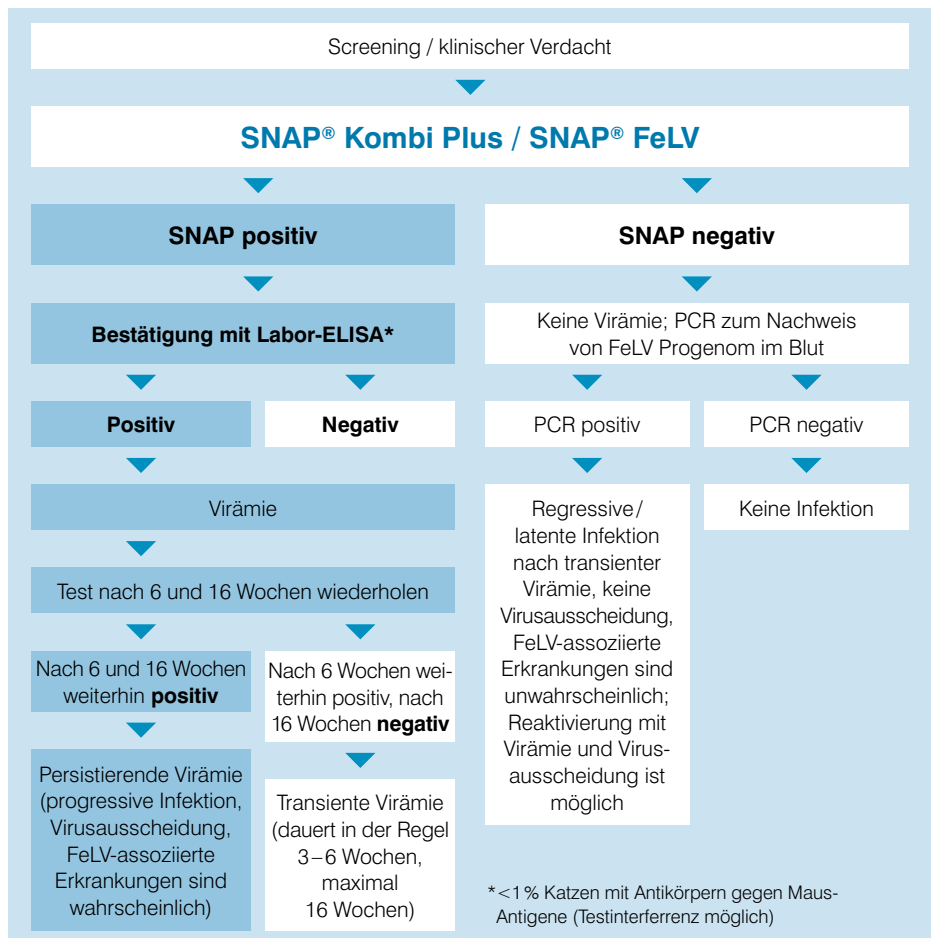 Screening / klinischer Verdacht
SNAP® Kombi Plus / SNAP® FeLV
SNAP positiv
SNAP negativ
Bestätigung mit Labor-ELISA*
Keine Virämie; PCR zum Nachweis
von FeLV Progenom im Blut
Positiv
Negativ
PCR positiv
PCR negativ
Virämie
Regressive/
latente Infektion
nach transienter
Virämie, keine
Virusausscheidung,
FeLV-assoziierte
Erkrankungen sind
unwahrscheinlich;
Reaktivierung mit
Virämie und Virus-
ausscheidung ist
möglich
Keine Infektion
Test nach 6 und 16 Wochen wiederholen
Nach 6 und 16 Wochen
weiterhin positiv
Nach 6 Wochen wei-
terhin positiv, nach
16 Wochen negativ
Persistierende Virämie
(progressive Infektion,
Virusausscheidung,
FeLV-assoziierte
Erkrankungen sind
wahrscheinlich)
Transiente Virämie
(dauert in der Regel
3–6 Wochen,
maximal
16 Wochen)
*<1% Katzen mit Antikörpern gegen Maus-
Antigene (Testinterferrenz möglich)